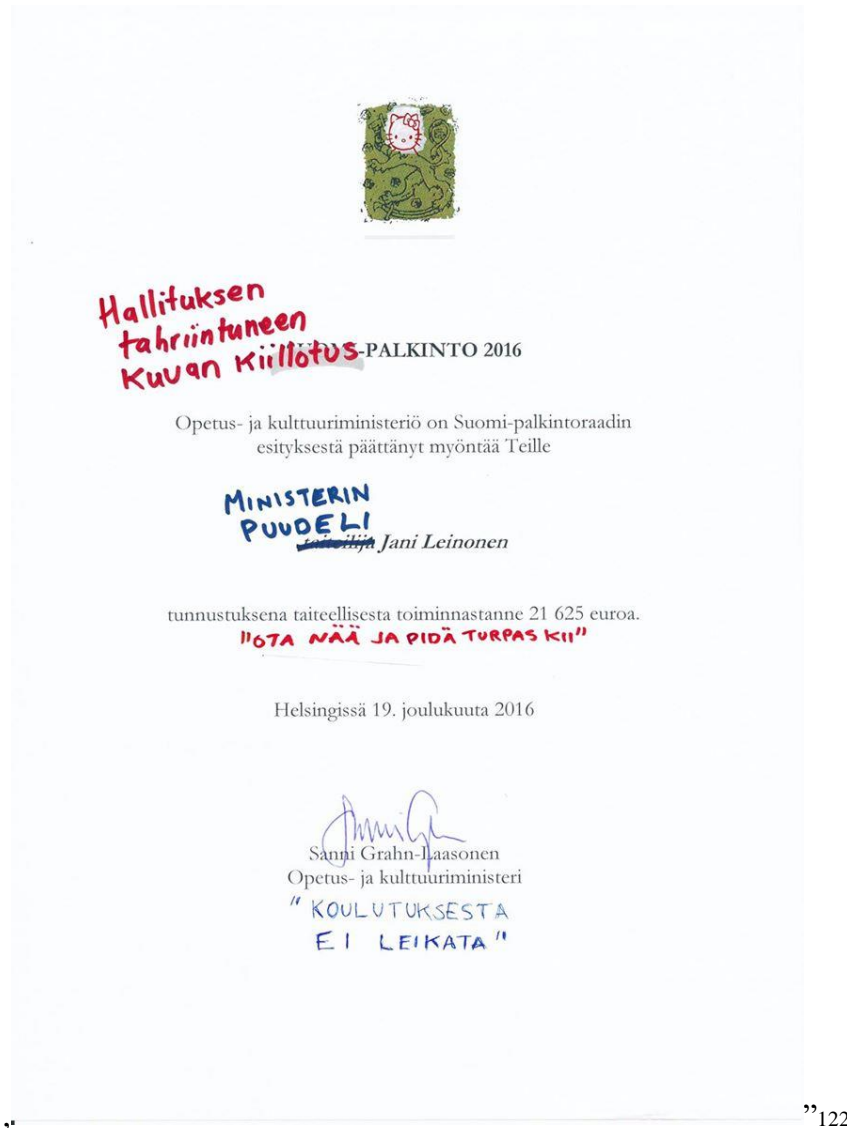 Hallituksen
tahriintuneen
Kuvan Kiillotus-PALKINTO 2016
Opetus- ja kulttuuriministeriö on Suomi-palkintoraadin
esityksestä päättänyt myöntää Teille
MINISTERIN
PUUDELI
taiteilija Jani Leinonen
tunnustuksena taiteellisesta toiminnastanne 21 625 euroa.
"OTA NÄÄ JA PIDÄ TURPAS KII"
Helsingissä 19. joulukuuta 2016
Sanni Grahn-Laasonen
Opetus- ja kulttuuriministeri
"KOULUTUKSESTA
EI LEIKATA"
”122